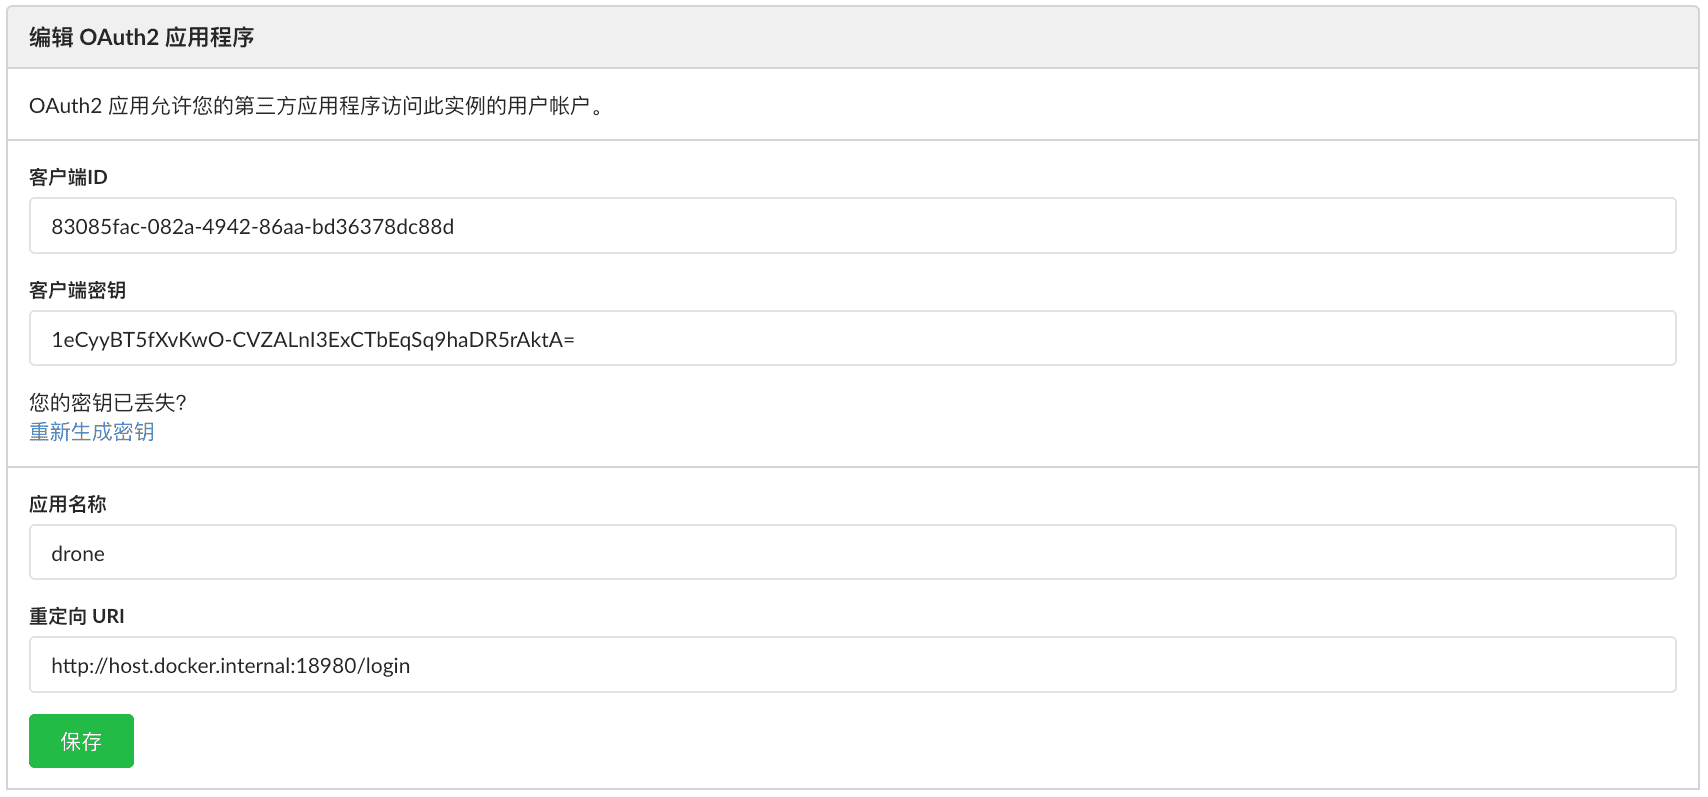 编辑 OAuth2 应用程序
OAuth2 应用允许您的第三方应用程序访问此实例的用户帐户。
客户端ID
83085fac-082a-4942-86aa-bd36378dc88d
客户端密钥
1eCyyBT5fXvKwO-CVZALnI3ExCTbEqSq9haDR5rAktA=
您的密钥已丢失?
重新生成密钥
应用名称
drone
重定向 URI
http://host.docker.internal:18980/login
保存